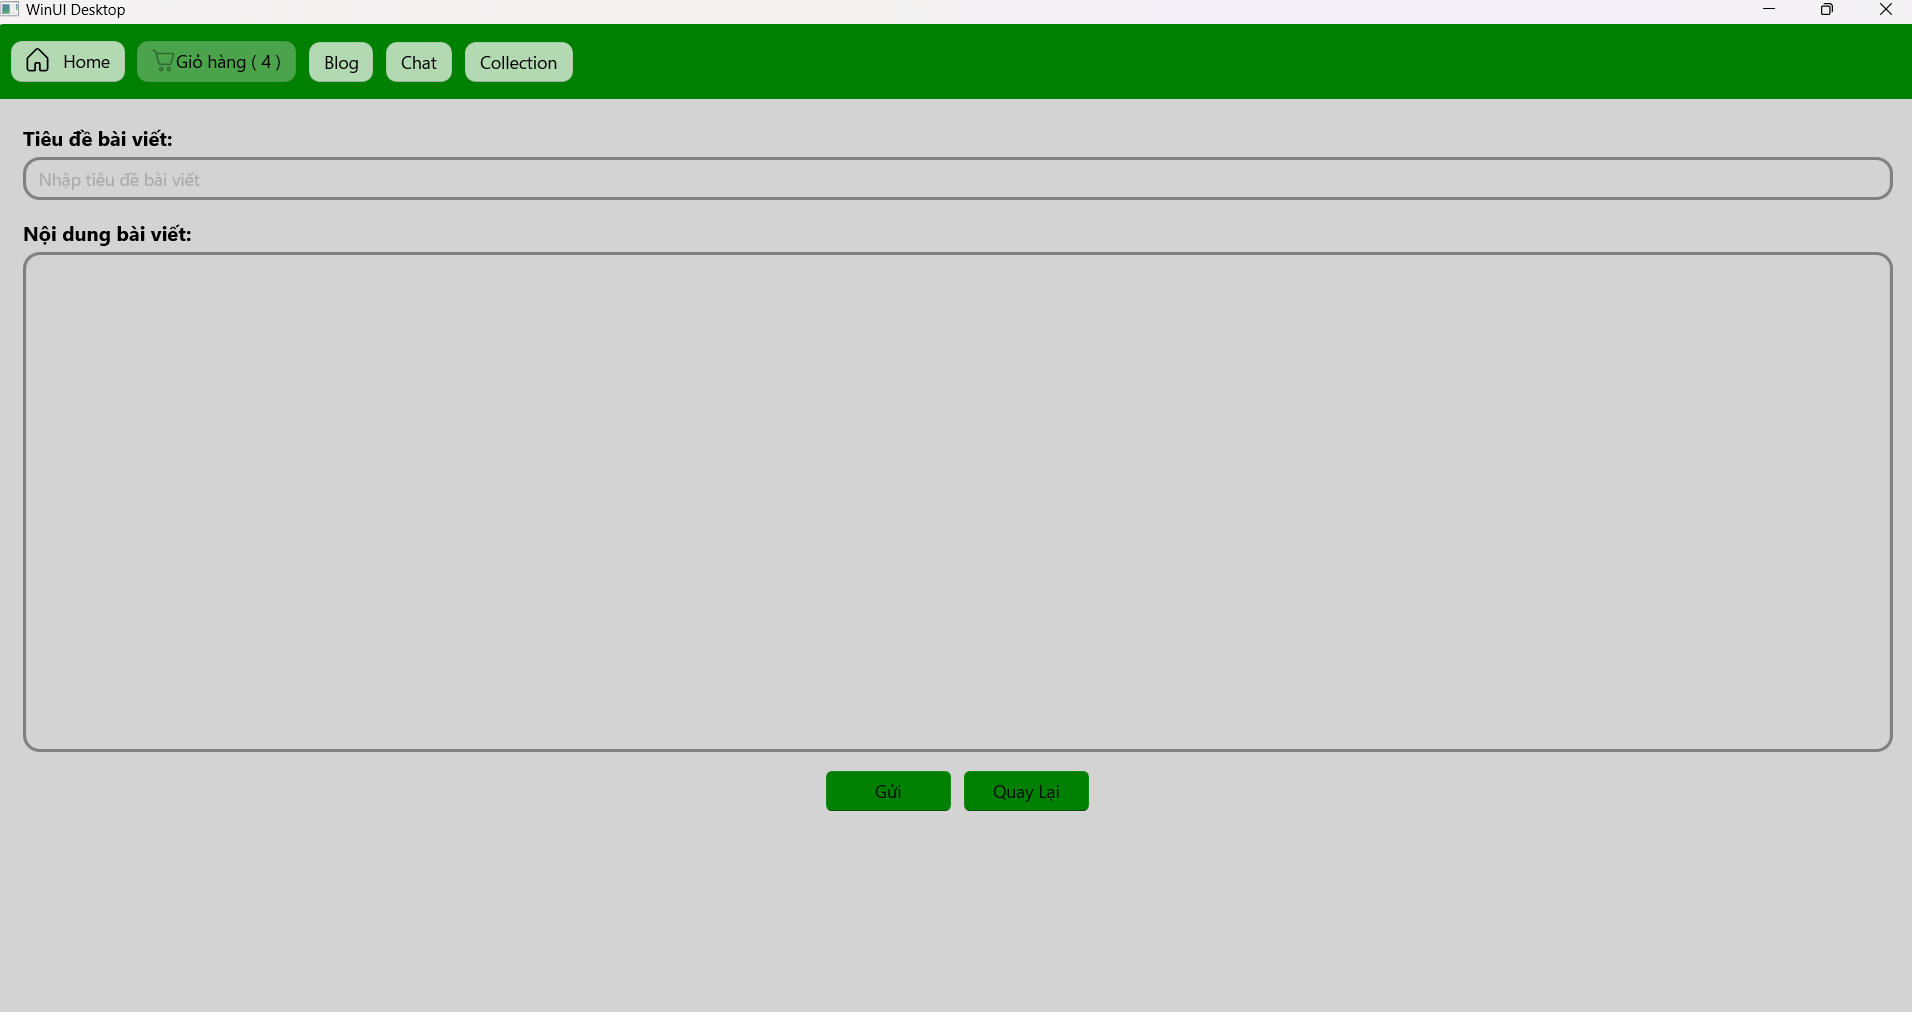 WinUI Desktop
Home Giỏ hàng ( 4 ) Blog Chat Collection
Tiêu đề bài viết:
Nhập tiêu đề bài viết
Nội dung bài viết:
Gửi Quay Lại